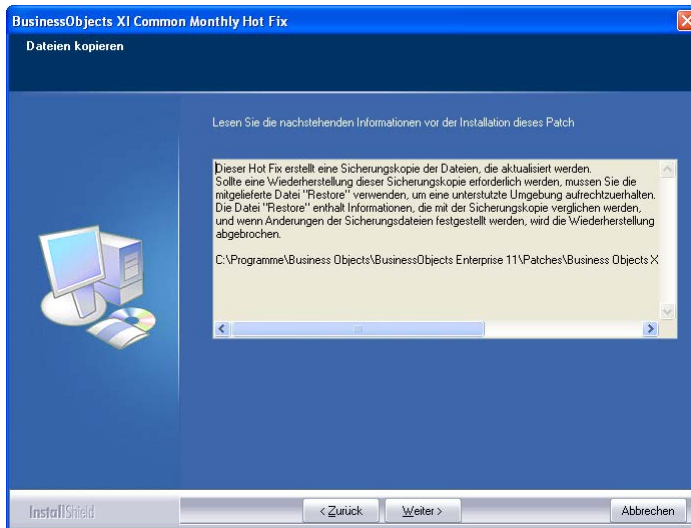 BusinessObjects XI Common Monthly Hot Fix
Dateien kopieren
Lesen Sie die nachstehenden Informationen vor der Installation dieses Patch
Dieser Hot Fix erstellt eine Sicherungskopie der Dateien, die aktualisiert werden.
Sollte eine Wiederherstellung dieser Sicherungskopie erforderlich werden, mussen Sie die
mitgelieferte Datei "Restore" verwenden, um eine unterstutzte Umgebung aufrechtzuerhalten.
Die Datei "Restore" enthalt Informationen, die mit der Sicherungskopie verglichen werden,
und wenn Anderungen der Sicherungsdateien festgestellt werden, wird die Wiederherstellung
abgebrochen.
C:\Programme\Business Objects\BusinessObjects Enterprise 11\Patches\Business Objects X
InstallShield
< Zurück
Weiter >
Abbrechen